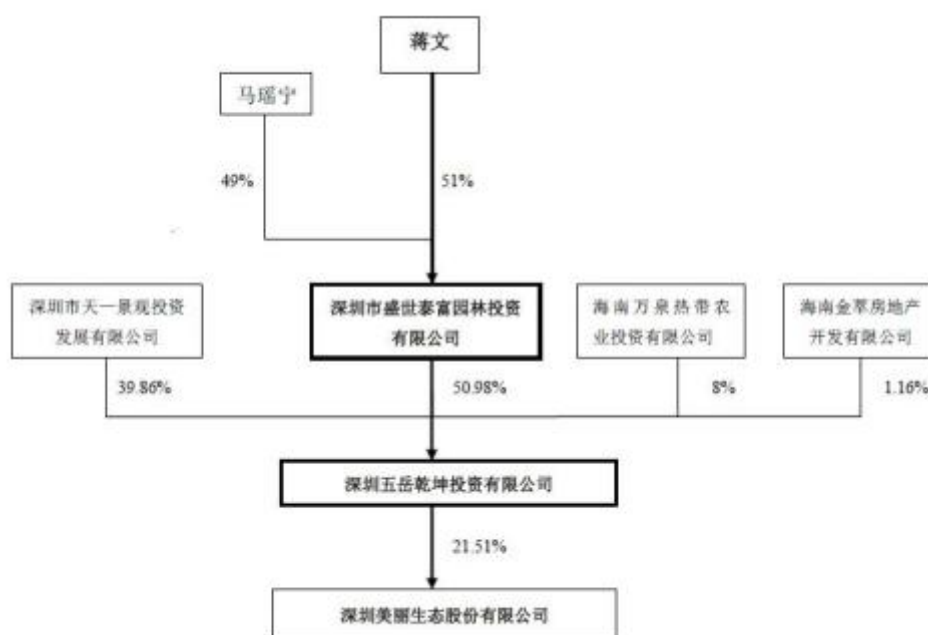 蒋文
马瑶宁
49%
51%
深圳市天一景观投资
发展有限公司
深圳市盛世泰富园林投资
有限公司
海南万泉热带农
业投资有限公司
海南金萃房地产
开发有限公司
39.86%
50.98%
8%
1.16%
深圳五岳乾坤投资有限公司
21.51%
深圳美丽生态股份有限公司